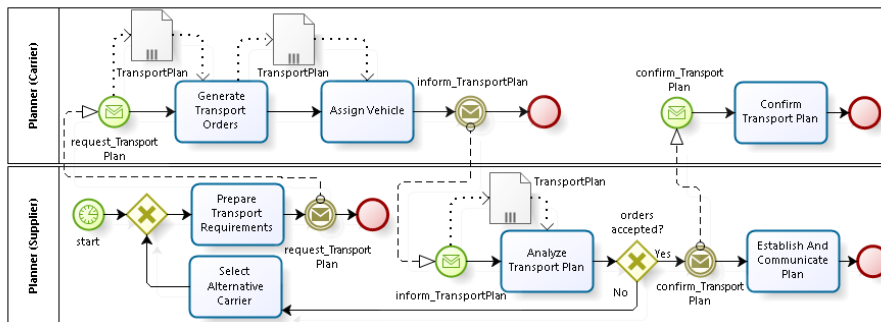 Planner (Carrier)
TransportPlan
TransportPlan
request_Transport
Plan
Generate
Transport
Orders
Assign Vehicle
inform_TransportPlan
confirm_Transport
Plan
Confirm
Transport Plan
Planner (Supplier)
start
Prepare
Transport
Requirements
request_Transport
Plan
Select
Alternative
Carrier
TransportPlan
inform_TransportPlan
Analyze
Transport Plan
orders
accepted?
Yes
No
confirm_Transport
Plan
Establish And
Communicate
Plan